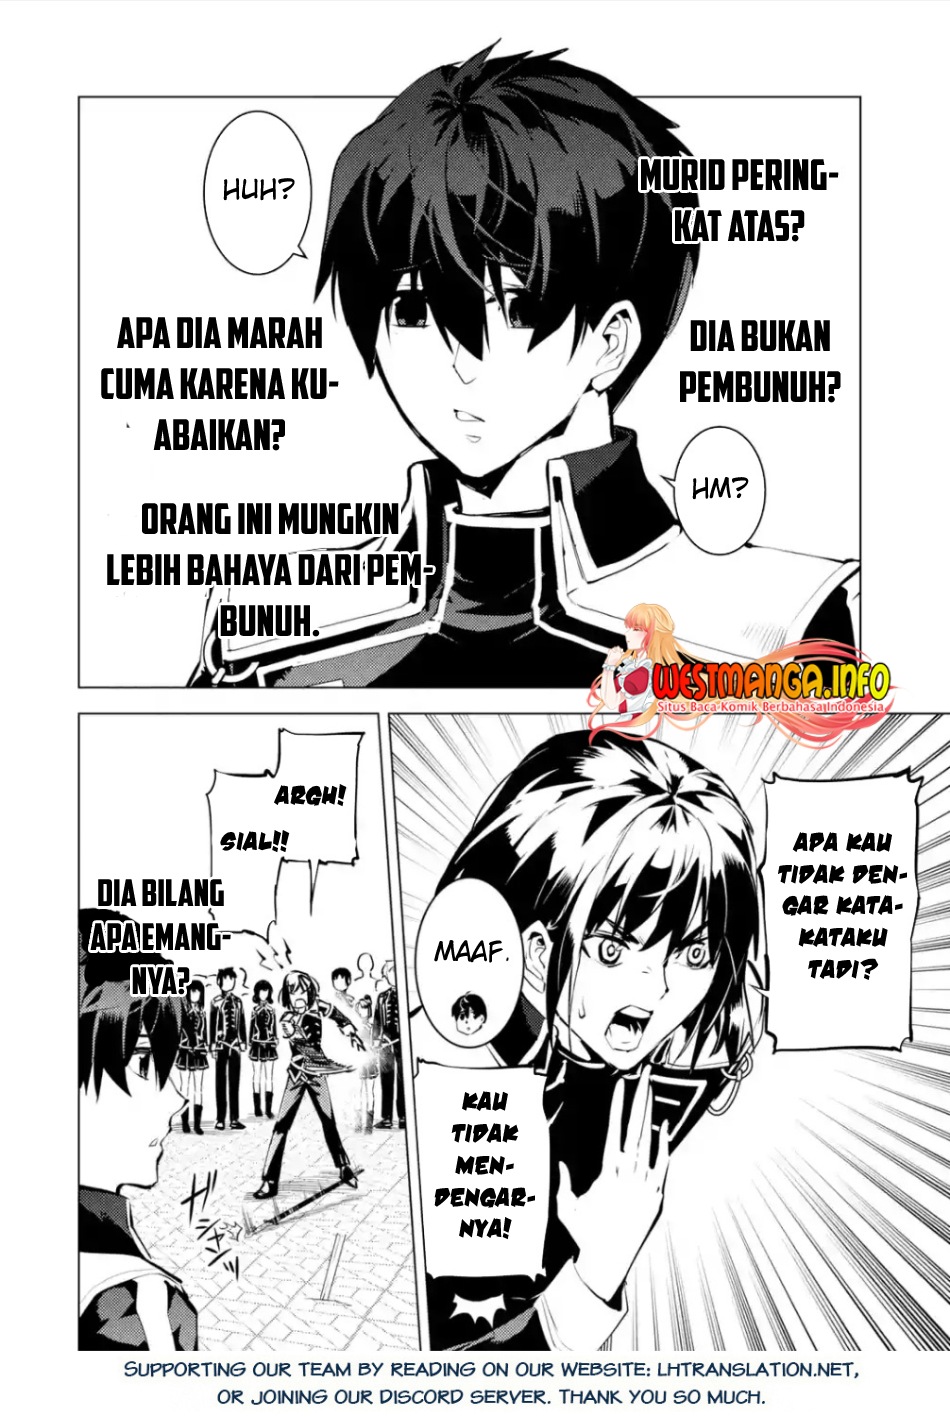 MURID PERING-
KAT ATAS?
HUH?
DIA BUKAN
PEMBUNUH?
APA DIA MARAH
CUMA KARENA KU-
ABAIKAN?
HM?
ORANG INI MUNGKIN
LEBIH BAHAYA DARI PEM-
BUNUH.
WESTMANGA.INFO
Situs Baca Komik Berbahasa Indonesia
APA KAU
TIDAK DEN-
GAR KATA-
KATAKU
TADI?
MAAF.
KAU
TIDAK
MEN-
DENGAR-
NYA!
ARGH!
SIAL!!
DIA BILANG
APA EMANG-
NYA?
SUPPORTING OUR TEAM BY READING ON OUR WEBSITE: LHTRANSLATION.NET,
OR JOINING OUR DISCORD SERVER. THANK YOU SO MUCH.